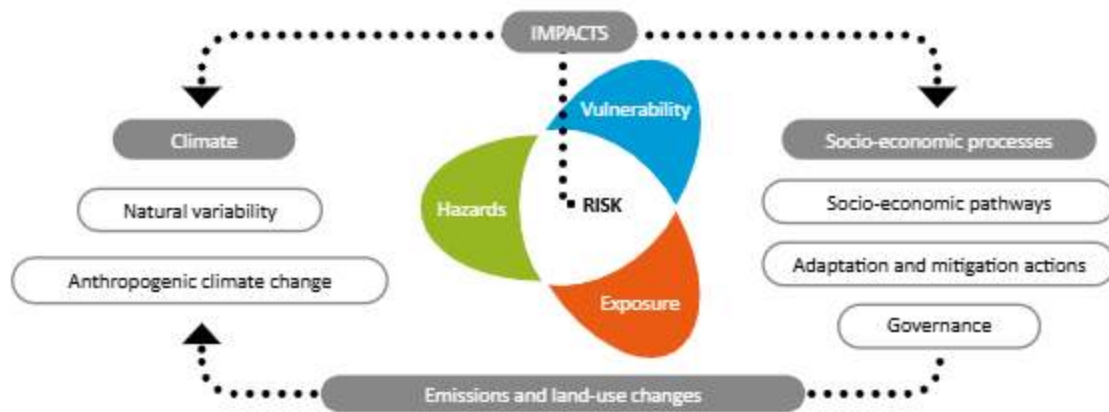 IMPACTS
Climate
Natural variability
Anthropogenic climate change
Vulnerability
Hazards
RISK
Exposure
Socio-economic processes
Socio-economic pathways
Adaptation and mitigation actions
Governance
Emissions and land-use changes